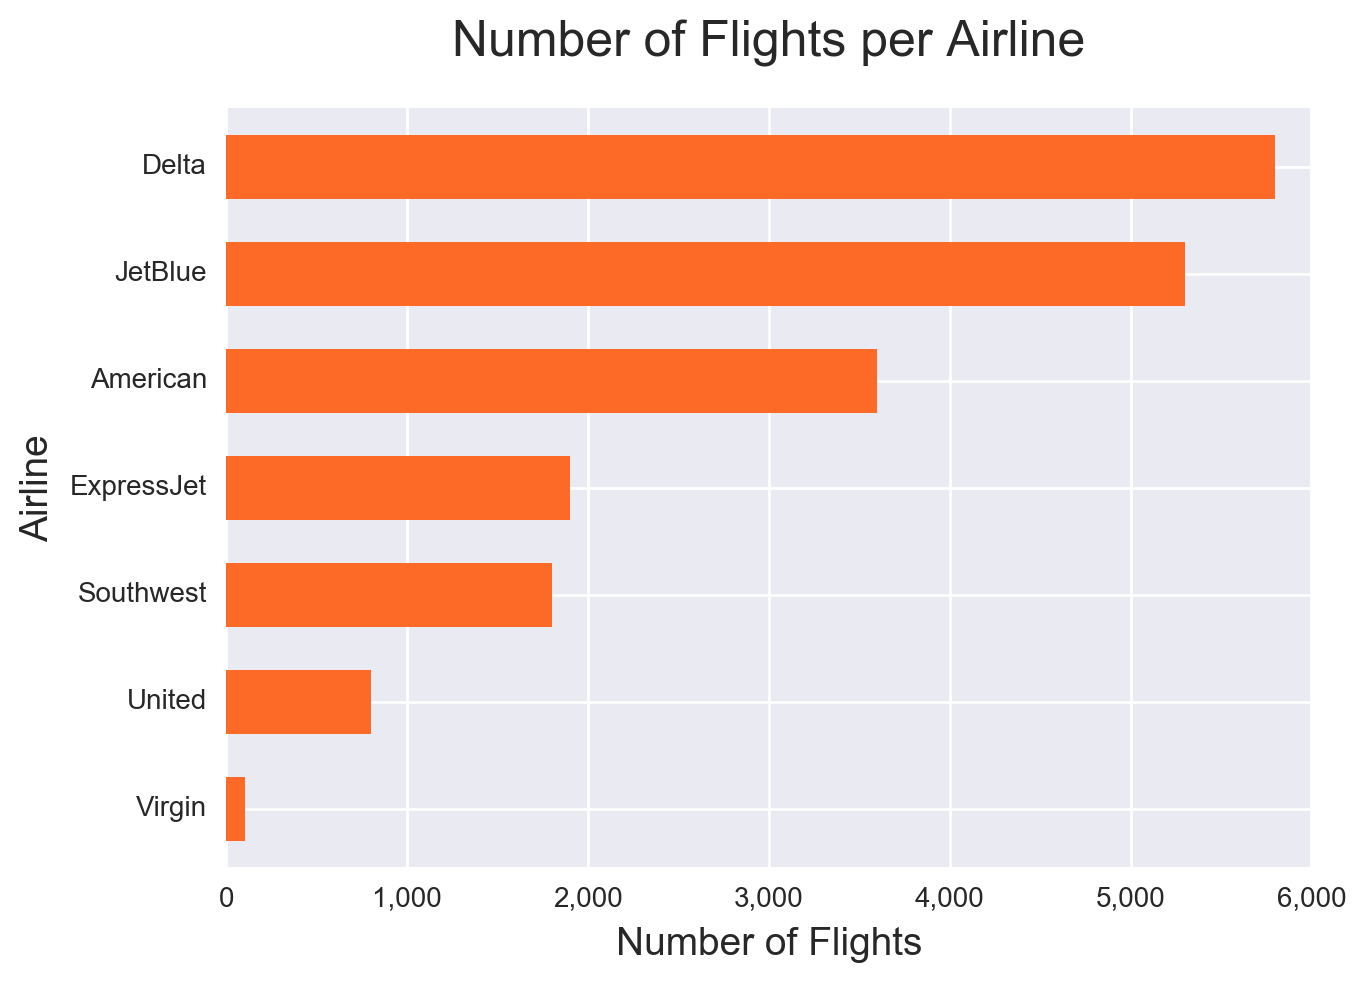 Number of Flights per Airline
Airline
Delta
JetBlue
American
ExpressJet
Southwest
United
Virgin
0 1,000 2,000 3,000 4,000 5,000 6,000
Number of Flights